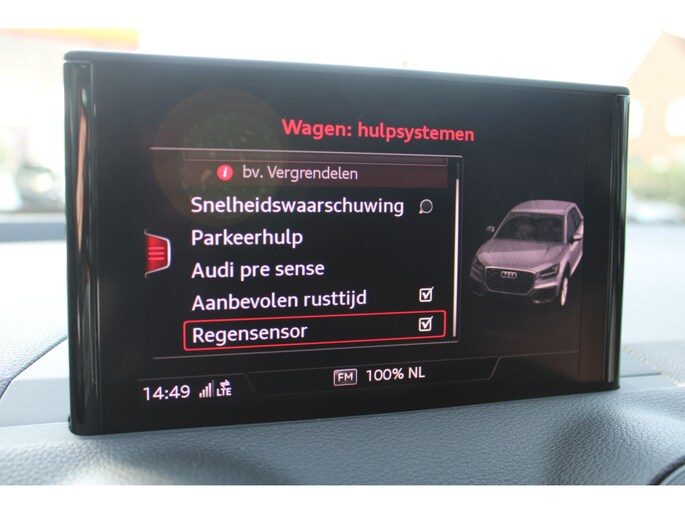 Wagen: hulpsystemen
i bv. Vergrendelen
Snelheidswaarschuwing
Parkeerhulp
Audi pre sense
Aanbevolen rusttijd
Regensensor
14:49 LTE FM 100% NL